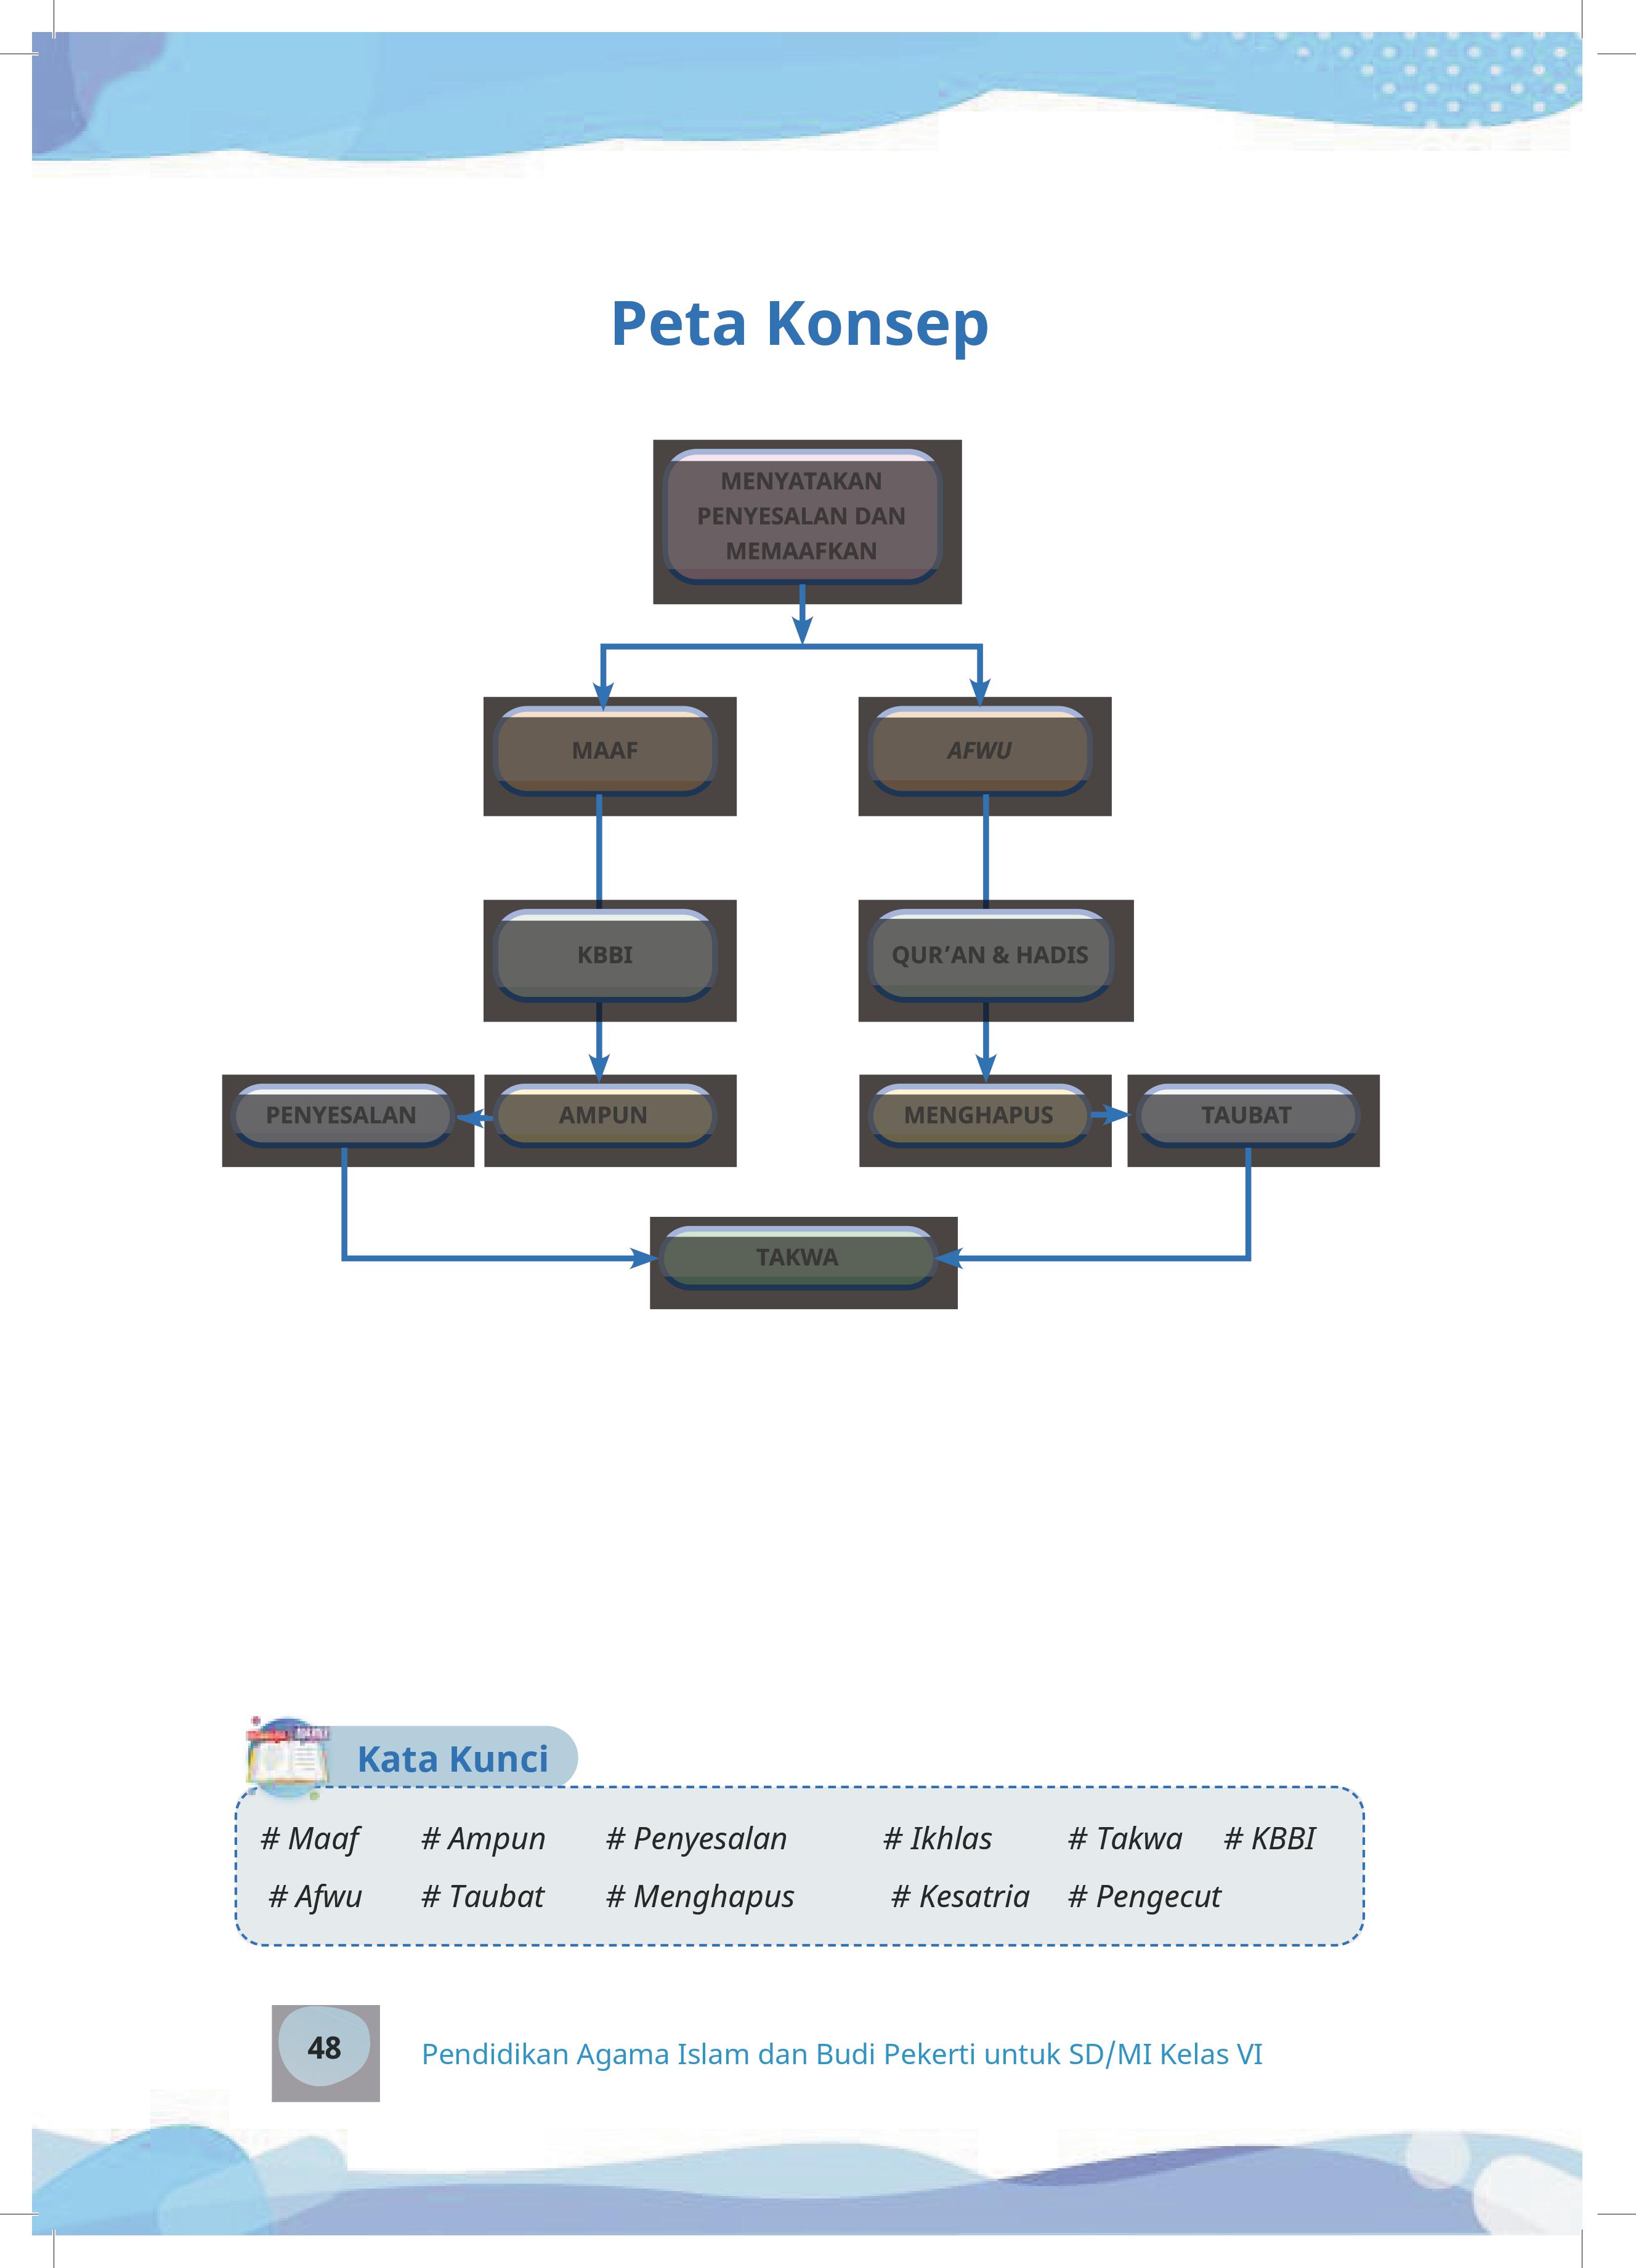 Peta Konsep
MENYATAKAN
PENYESALAN DAN
MEMAAFKAN
MAAF
AFWU
KBBI
QUR’AN & HADIS
PENYESALAN
AMPUN
MENGHAPUS
TAUBAT
TAKWA
Kata Kunci
# Maaf # Ampun # Penyesalan # Ikhlas # Takwa # KBBI
# Afwu # Taubat # Menghapus # Kesatria # Pengecut
48
Pendidikan Agama Islam dan Budi Pekerti untuk SD/MI Kelas VI